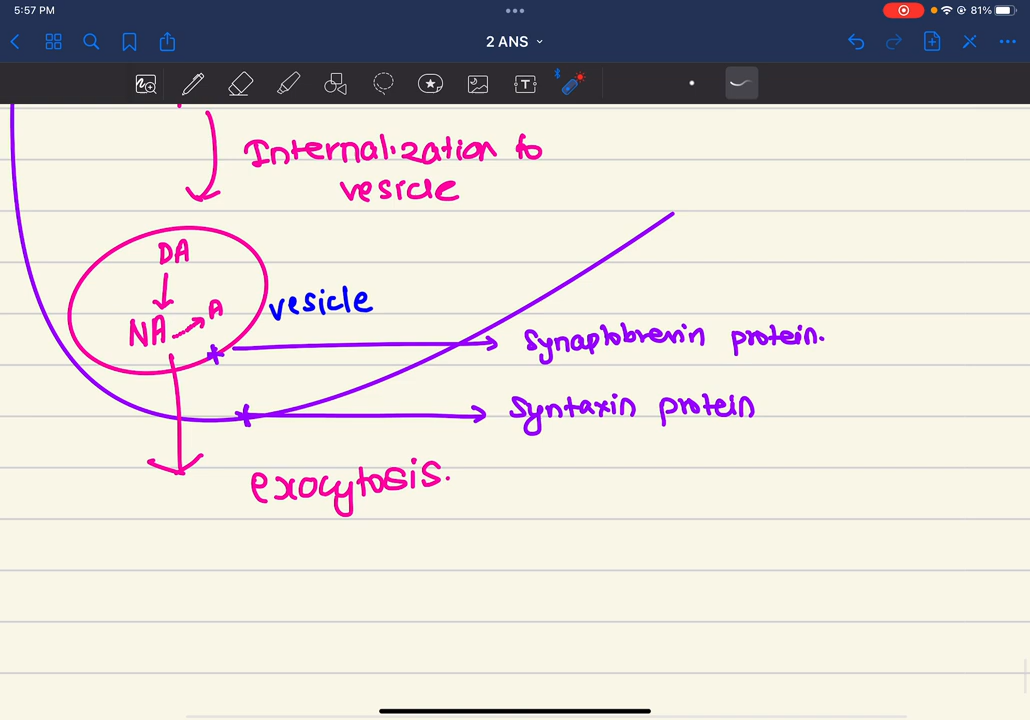 5:57 PM
81%
2 ANS
T
Internalization to
vesicle
DA
NA
A
vesicle
Synaptobrevin protein.
Syntaxin protein
exocytosis.